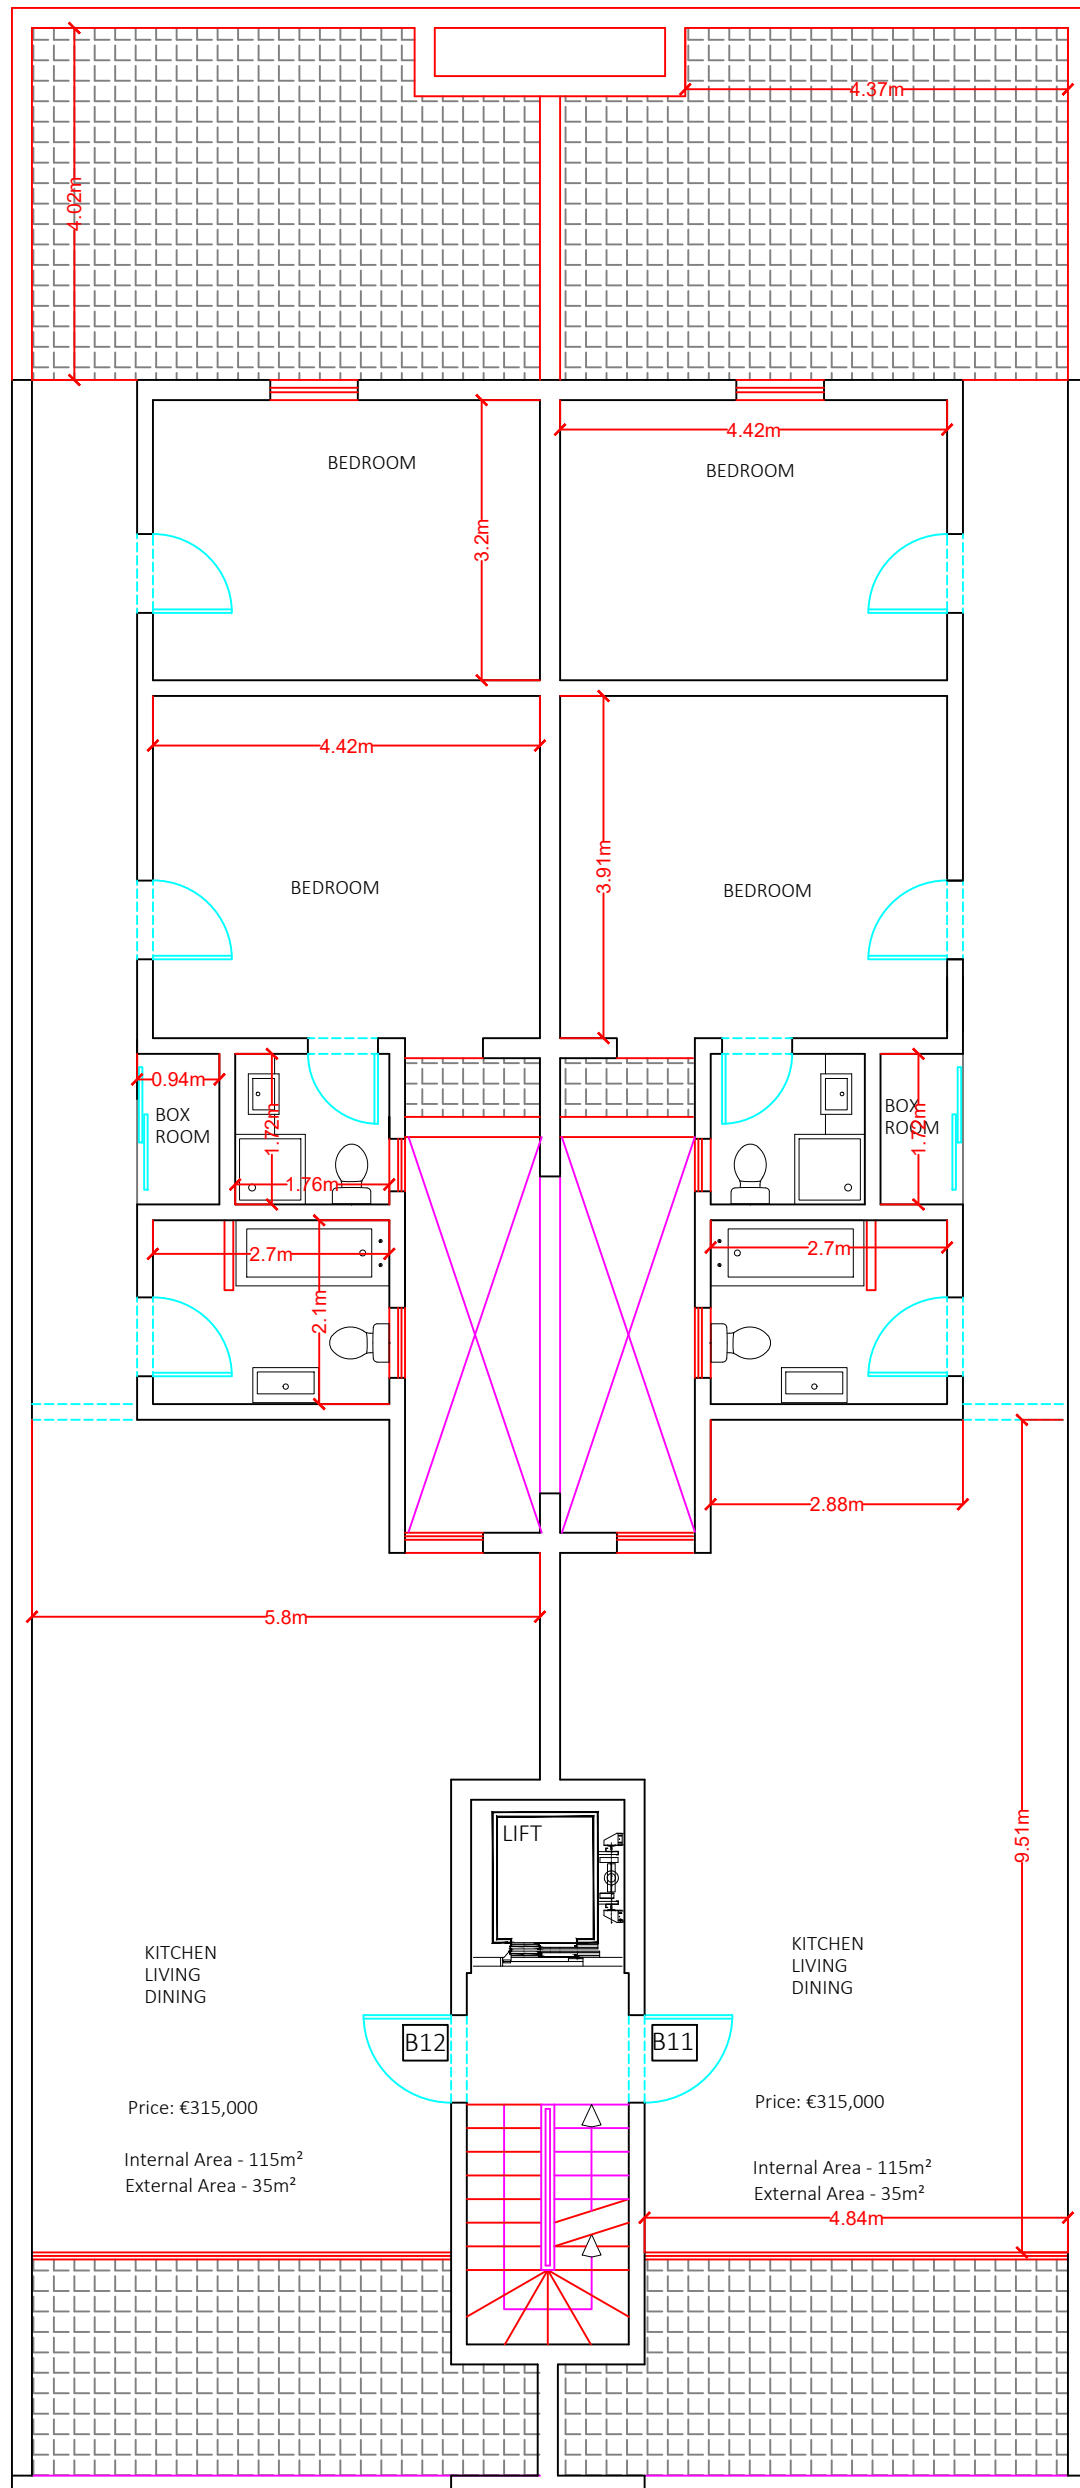 4.37m
4.02m
4.42m
BEDROOM
BEDROOM
3.2m
4.42m
3.91m
BEDROOM
BEDROOM
0.94m
BOX
ROOM
1.72m
1.76m
BOX
ROOM
1.72m
2.7m
2.7m
2.1m
2.88m
5.8m
9.51m
LIFT
KITCHEN
LIVING
DINING
KITCHEN
LIVING
DINING
B12
B11
Price: €315,000
Internal Area - 115m²
External Area - 35m²
Price: €315,000
Internal Area - 115m²
External Area - 35m²
4.84m